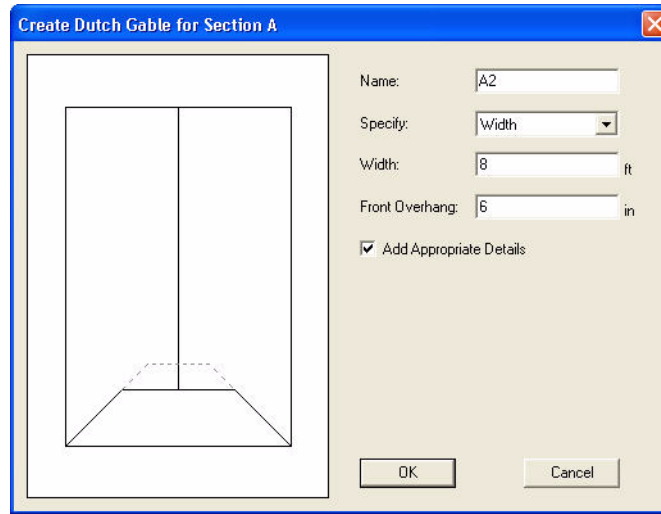 Create Dutch Gable for Section A
Name: A2
Specify: Width
Width: 8 ft
Front Overhang: 6 in
Add Appropriate Details
OK Cancel